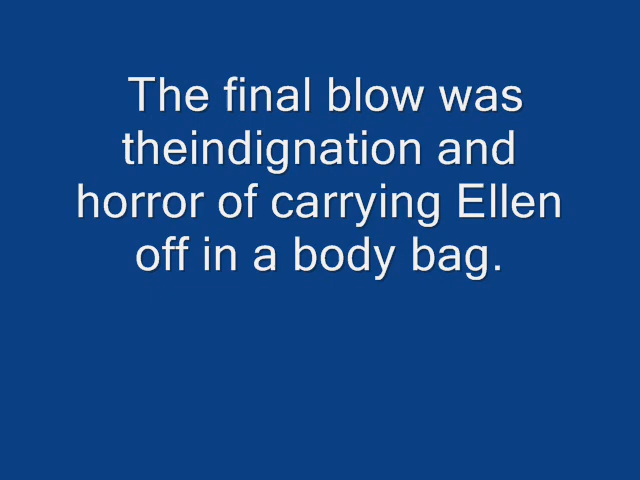 The final blow was
theindignation and
horror of carrying Ellen
off in a body bag.